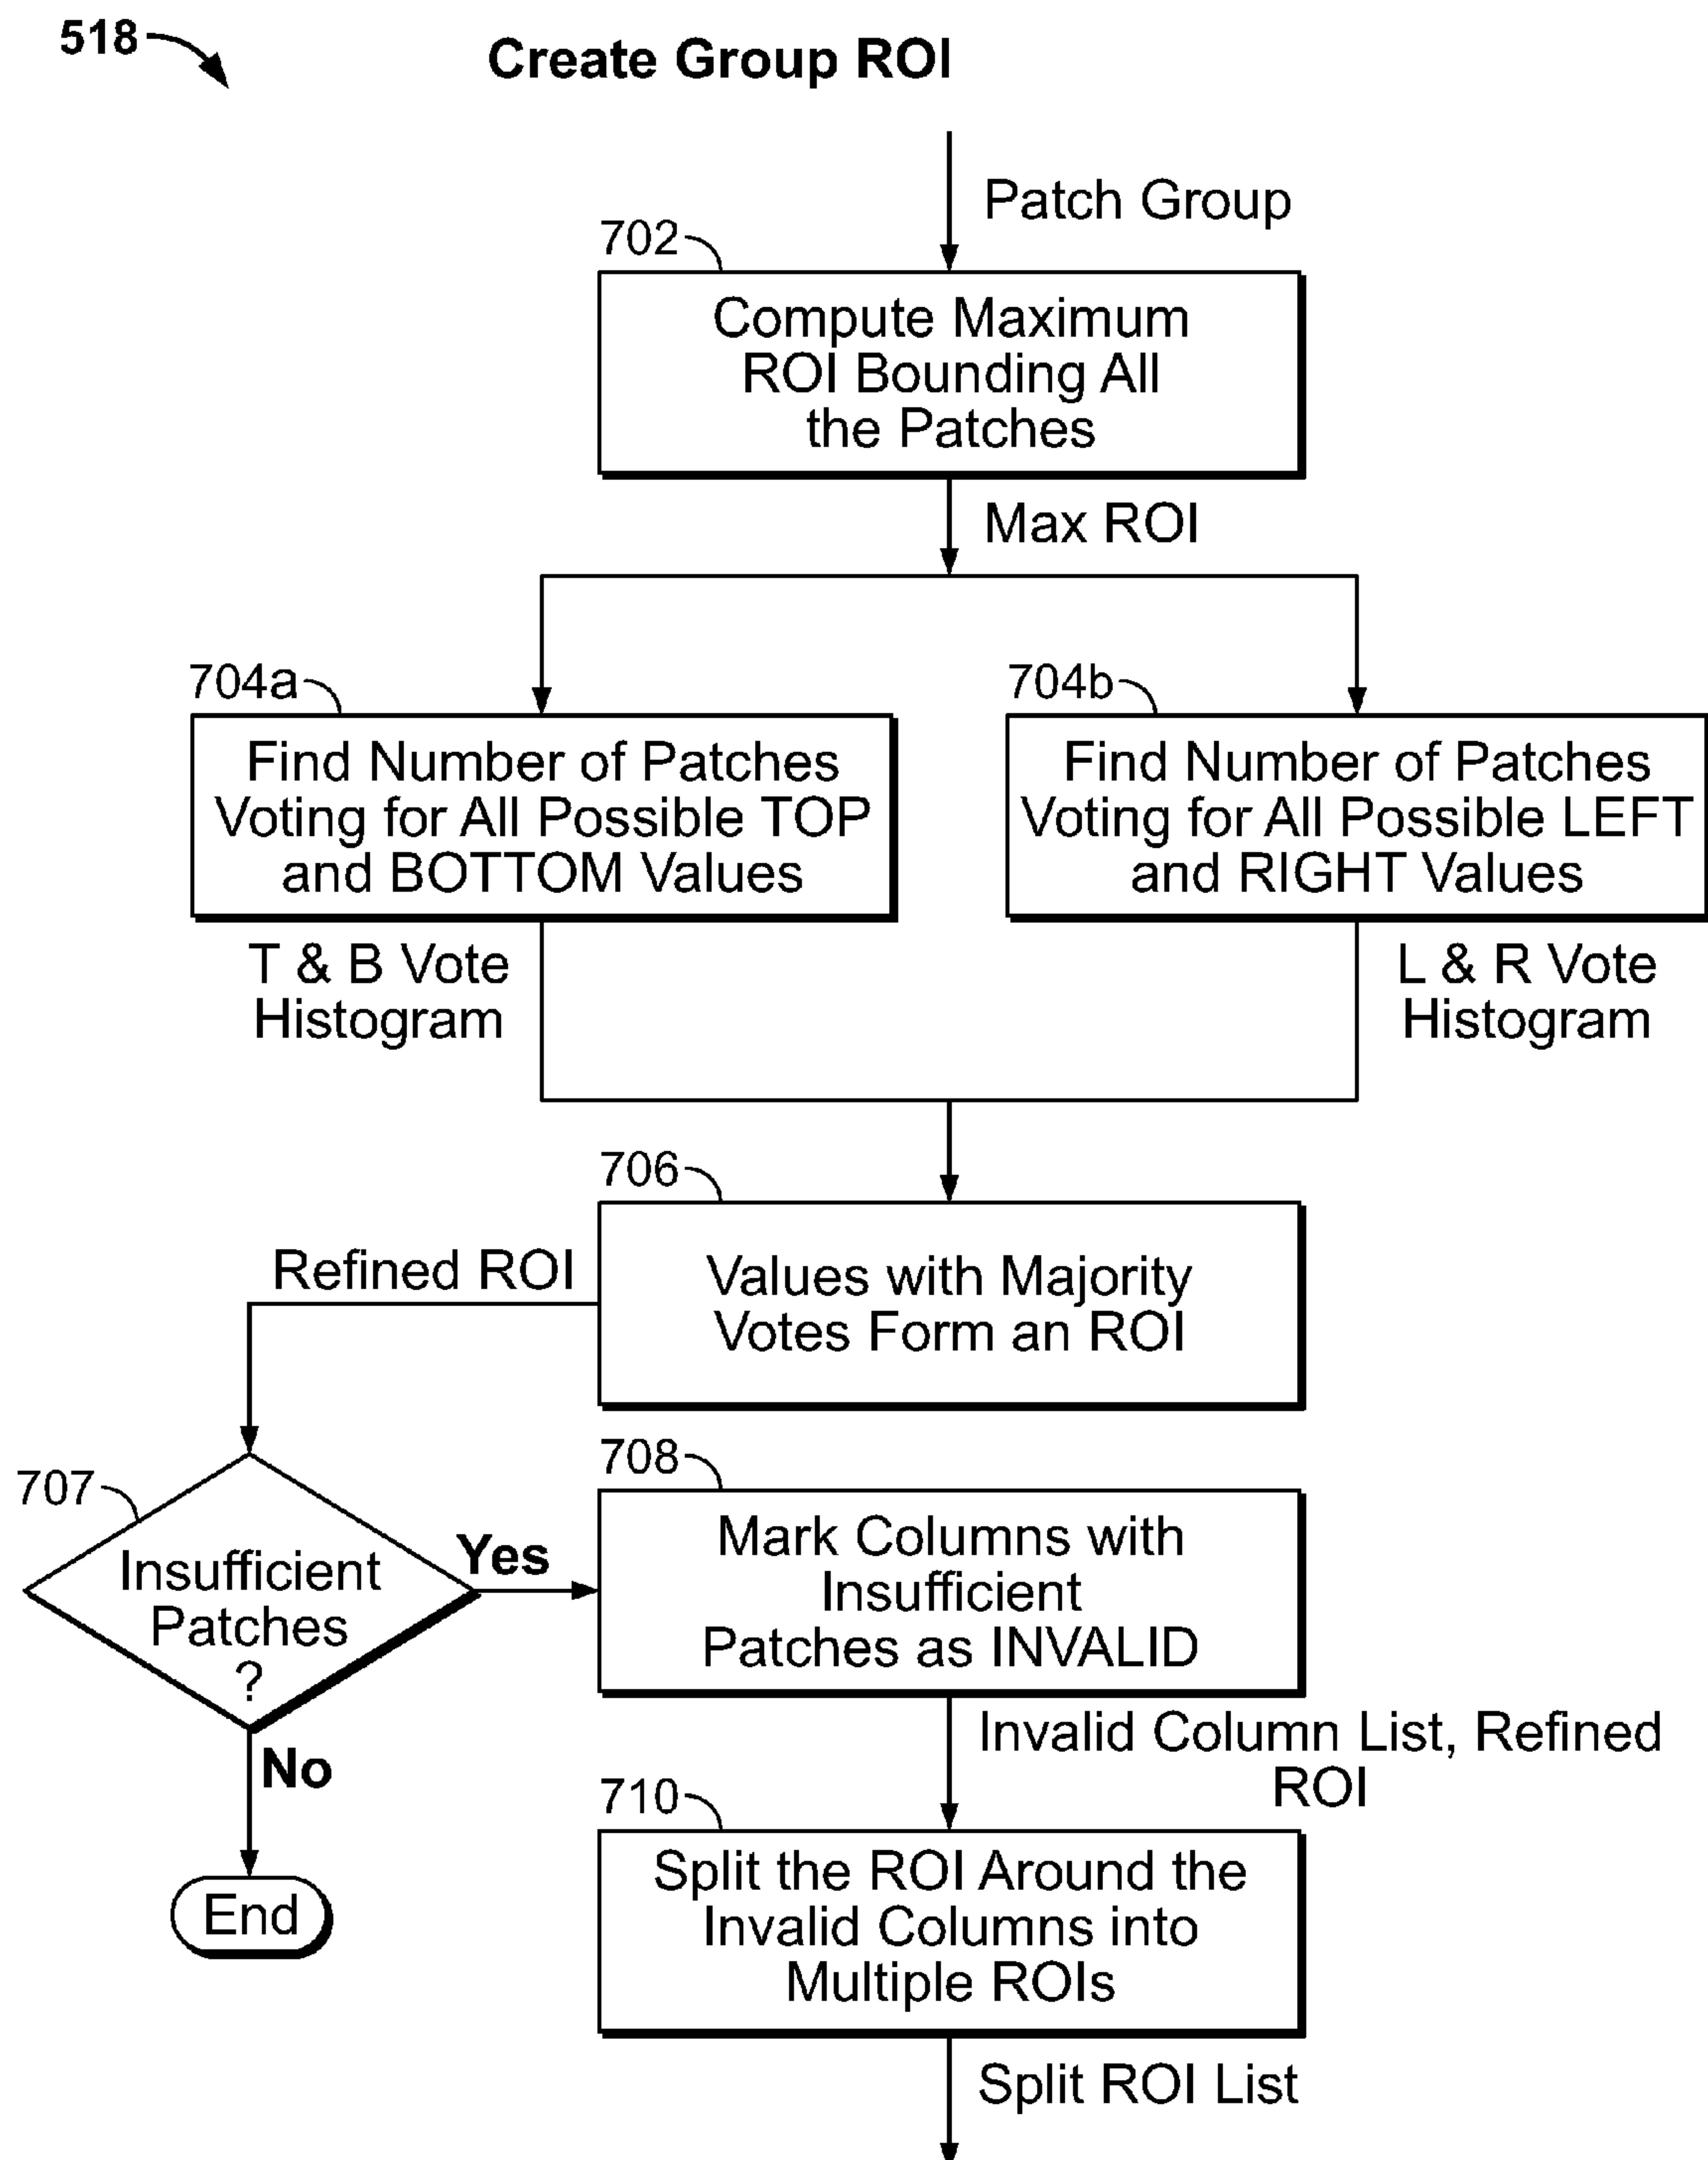 518
Create Group ROI
Patch Group
702
Compute Maximum
ROI Bounding All
the Patches
Max ROI
704a
Find Number of Patches
Voting for All Possible TOP
and BOTTOM Values
704b
Find Number of Patches
Voting for All Possible LEFT
and RIGHT Values
T & B Vote
Histogram
L & R Vote
Histogram
706
Values with Majority
Votes Form an ROI
Refined ROI
707
Insufficient
Patches
?
Yes
No
End
708
Mark Columns with
Insufficient
Patches as INVALID
Invalid Column List, Refined
ROI
710
Split the ROI Around the
Invalid Columns into
Multiple ROIs
Split ROI List